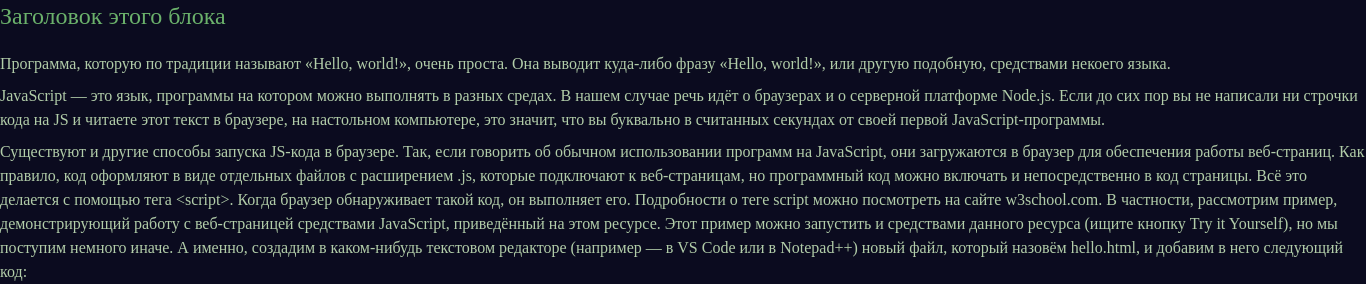 Заголовок этого блока
Программа, которую по традиции называют «Hello, world!», очень проста. Она выводит куда-либо фразу «Hello, world!», или другую подобную, средствами некоего языка.
JavaScript — это язык, программы на котором можно выполнять в разных средах. В нашем случае речь идёт о браузерах и о серверной платформе Node.js. Если до сих пор вы не написали ни строчки
кода на JS и читаете этот текст в браузере, на настольном компьютере, это значит, что вы буквально в считанных секундах от своей первой JavaScript-программы.
Существуют и другие способы запуска JS-кода в браузере. Так, если говорить об обычном использовании программ на JavaScript, они загружаются в браузер для обеспечения работы веб-страниц. Как
правило, код оформляют в виде отдельных файлов с расширением .js, которые подключают к веб-страницам, но программный код можно включать и непосредственно в код страницы. Всё это
делается с помощью тега <script>. Когда браузер обнаруживает такой код, он выполняет его. Подробности о теге script можно посмотреть на сайте w3school.com. В частности, рассмотрим пример,
демонстрирующий работу с веб-страницей средствами JavaScript, приведённый на этом ресурсе. Этот пример можно запустить и средствами данного ресурса (ищите кнопку Try it Yourself), но мы
поступим немного иначе. А именно, создадим в каком-нибудь текстовом редакторе (например — в VS Code или в Notepad++) новый файл, который назовём hello.html, и добавим в него следующий
код: